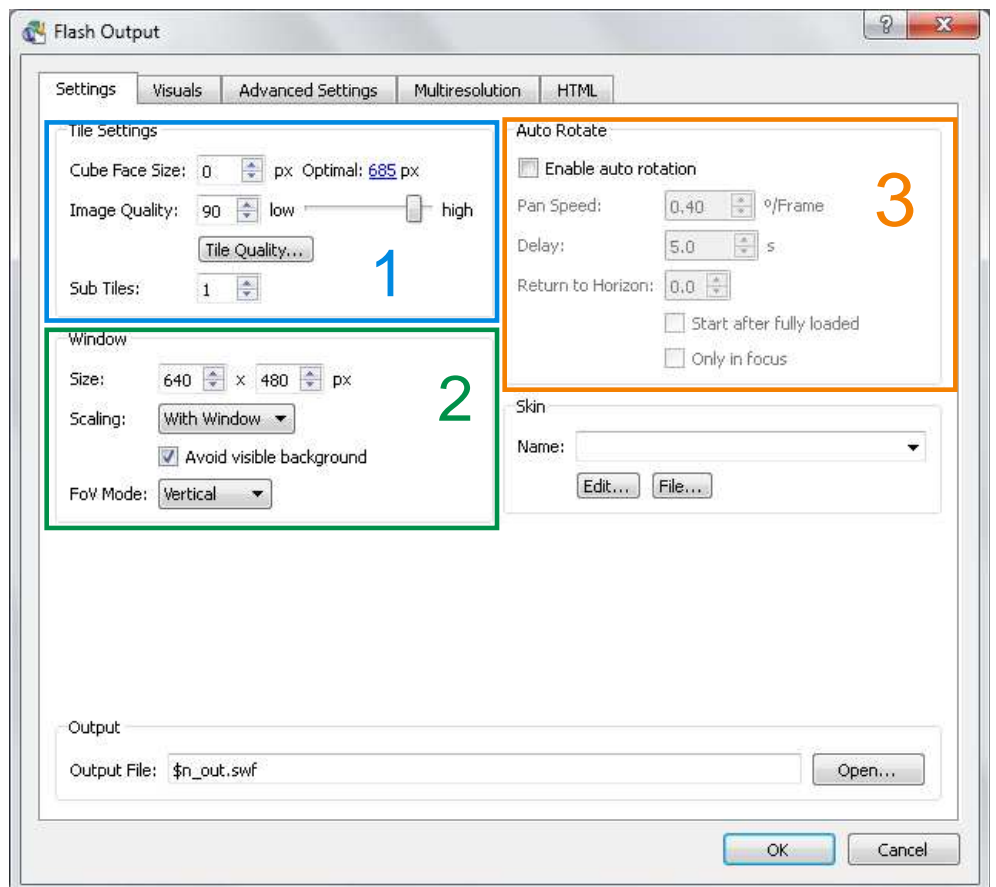 Flash Output
Settings Visuals Advanced Settings Multiresolution HTML
Tile Settings
Cube Face Size: 0 px Optimal: 685 px
Image Quality: 90 low high
Tile Quality...
Sub Tiles: 1
1
Window
Size: 640 x 480 px
Scaling: With Window
Avoid visible background
FoV Mode: Vertical
2
Auto Rotate
Enable auto rotation
Pan Speed: 0.40 º/Frame
Delay: 5.0 s
Return to Horizon: 0.0
Start after fully loaded
Only in focus
3
Skin
Name:
Edit... File...
Output
Output File: $n_out.swf Open...
OK Cancel